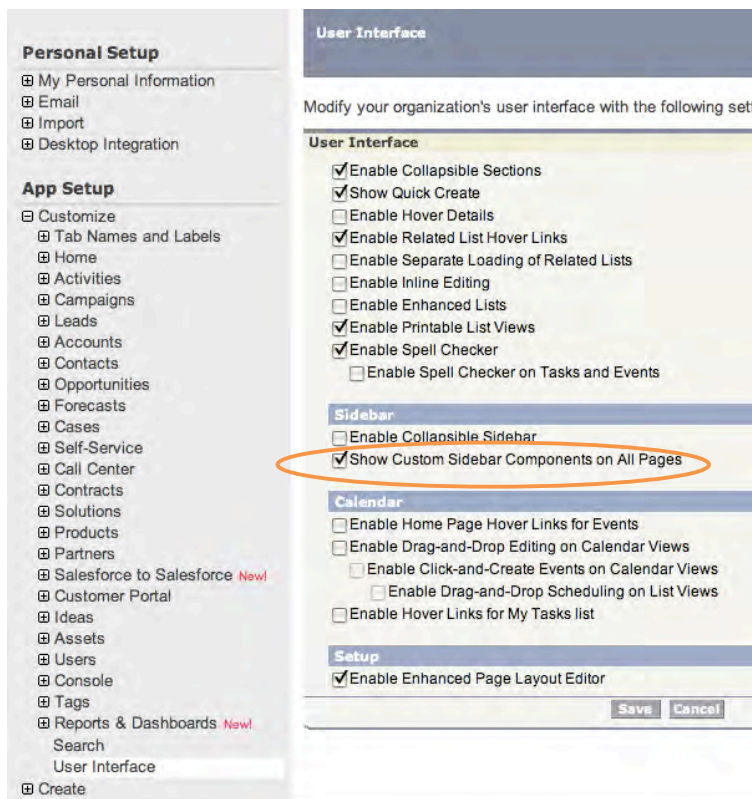 Personal Setup
My Personal Information
Email
Import
Desktop Integration
App Setup
Customize
Tab Names and Labels
Home
Activities
Campaigns
Leads
Accounts
Contacts
Opportunities
Forecasts
Cases
Self-Service
Call Center
Contracts
Solutions
Products
Partners
Salesforce to Salesforce New!
Customer Portal
Ideas
Assets
Users
Console
Tags
Reports & Dashboards New!
Search
User Interface
Create
User Interface
Modify your organization's user interface with the following set
User Interface
Enable Collapsible Sections
Show Quick Create
Enable Hover Details
Enable Related List Hover Links
Enable Separate Loading of Related Lists
Enable Inline Editing
Enable Enhanced Lists
Enable Printable List Views
Enable Spell Checker
Enable Spell Checker on Tasks and Events
Sidebar
Enable Collapsible Sidebar
Show Custom Sidebar Components on All Pages
Calendar
Enable Home Page Hover Links for Events
Enable Drag-and-Drop Editing on Calendar Views
Enable Click-and-Create Events on Calendar Views
Enable Drag-and-Drop Scheduling on List Views
Enable Hover Links for My Tasks list
Setup
Enable Enhanced Page Layout Editor
Save Cancel